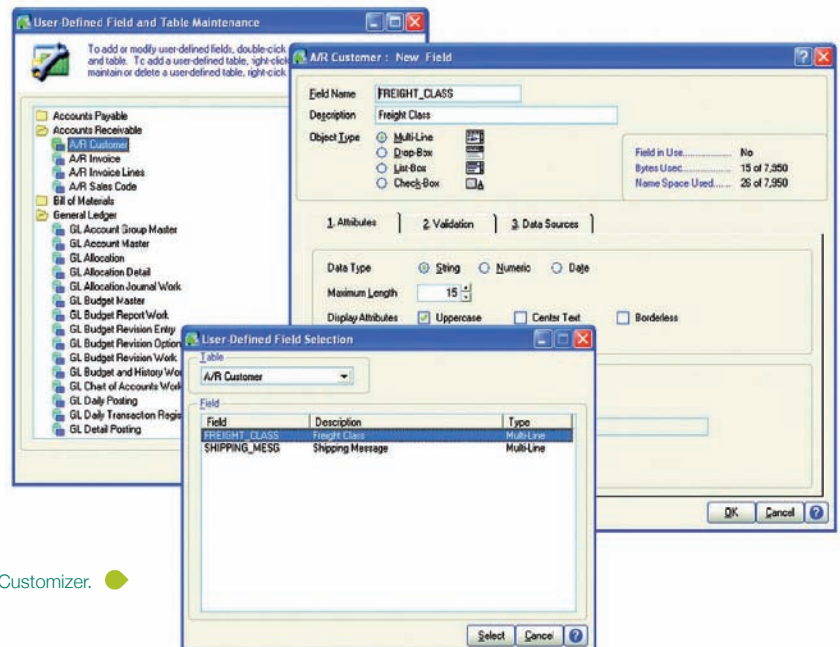 User-Defined Field and Table Maintenance
To add or modify user-defined fields, double-click
and table. To add a user-defined table, right-click
maintain or delete a user-defined table, right-click
Accounts Payable
Accounts Receivable
A/R Customer
A/R Invoice
A/R Invoice Lines
A/R Sales Code
Bill of Materials
General Ledger
GL Account Group Master
GL Account Master
GL Allocation
GL Allocation Detail
GL Allocation Journal Work
GL Budget Master
GL Budget Report Work
GL Budget Revision Entry
GL Budget Revision Option
GL Budget Revision Work
GL Budget and History Wor
GL Chart of Accounts Work
GL Daily Posting
GL Daily Transaction Regis
GL Detail Posting
A/R Customer : New Field
Field Name FREIGHT_CLASS
Description Freight Class
Object Type Multi-Line
Drop-Box
List-Box
Check-Box
Field in Use................. No
Bytes Used................. 15 of 7,950
Name Space Used...... 26 of 7,950
1. Attributes 2. Validation 3. Data Sources
Data Type String Numeric Date
Maximum Length 15
Display Attributes Uppercase Center Text Borderless
OK Cancel
User-Defined Field Selection
Table
A/R Customer
Field
Field Description Type
FREIGHT_CLASS Freight Class Multi-Line
SHIPPING_MESG Shipping Message Multi-Line
Select Cancel
Customizer.